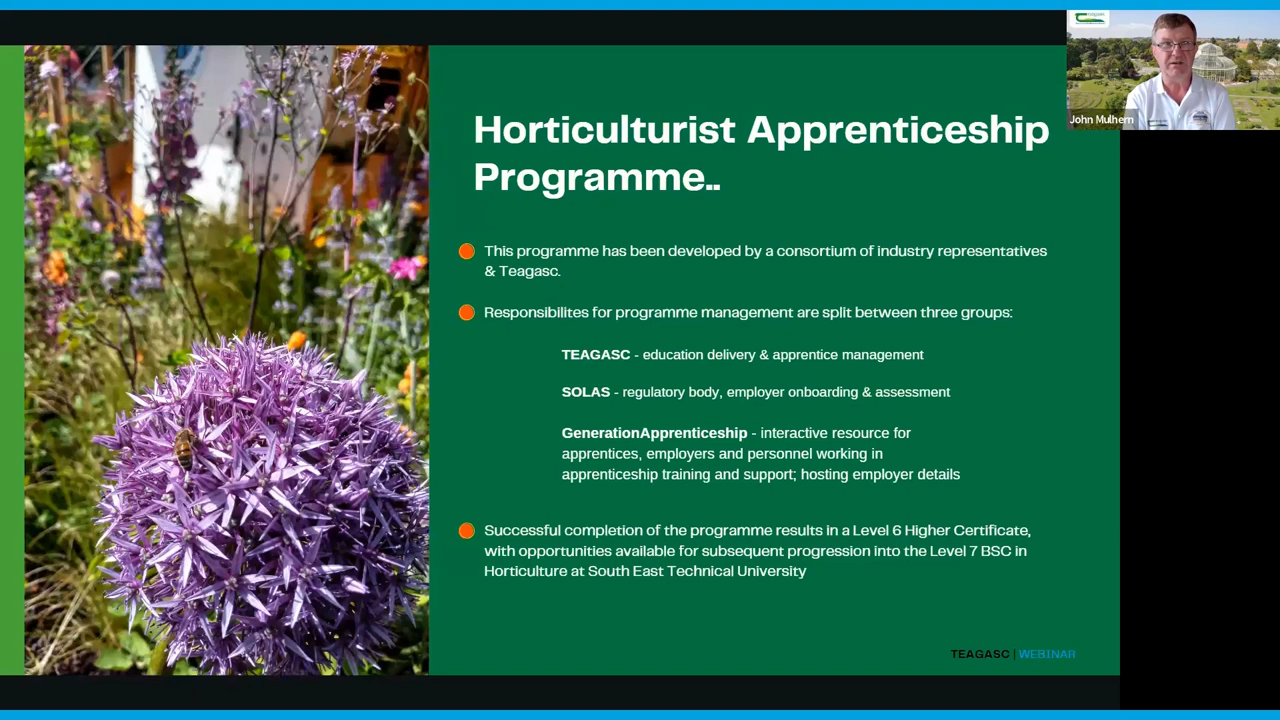 Horticulturist Apprenticeship
Programme..
This programme has been developed by a consortium of industry representatives
& Teagasc.
Responsibilites for programme management are split between three groups:
TEAGASC - education delivery & apprentice management
SOLAS - regulatory body, employer onboarding & assessment
GenerationApprenticeship - interactive resource for
apprentices, employers and personnel working in
apprenticeship training and support; hosting employer details
Successful completion of the programme results in a Level 6 Higher Certificate,
with opportunities available for subsequent progression into the Level 7 BSC in
Horticulture at South East Technical University
TEAGASC | WEBINAR
John Mulhern